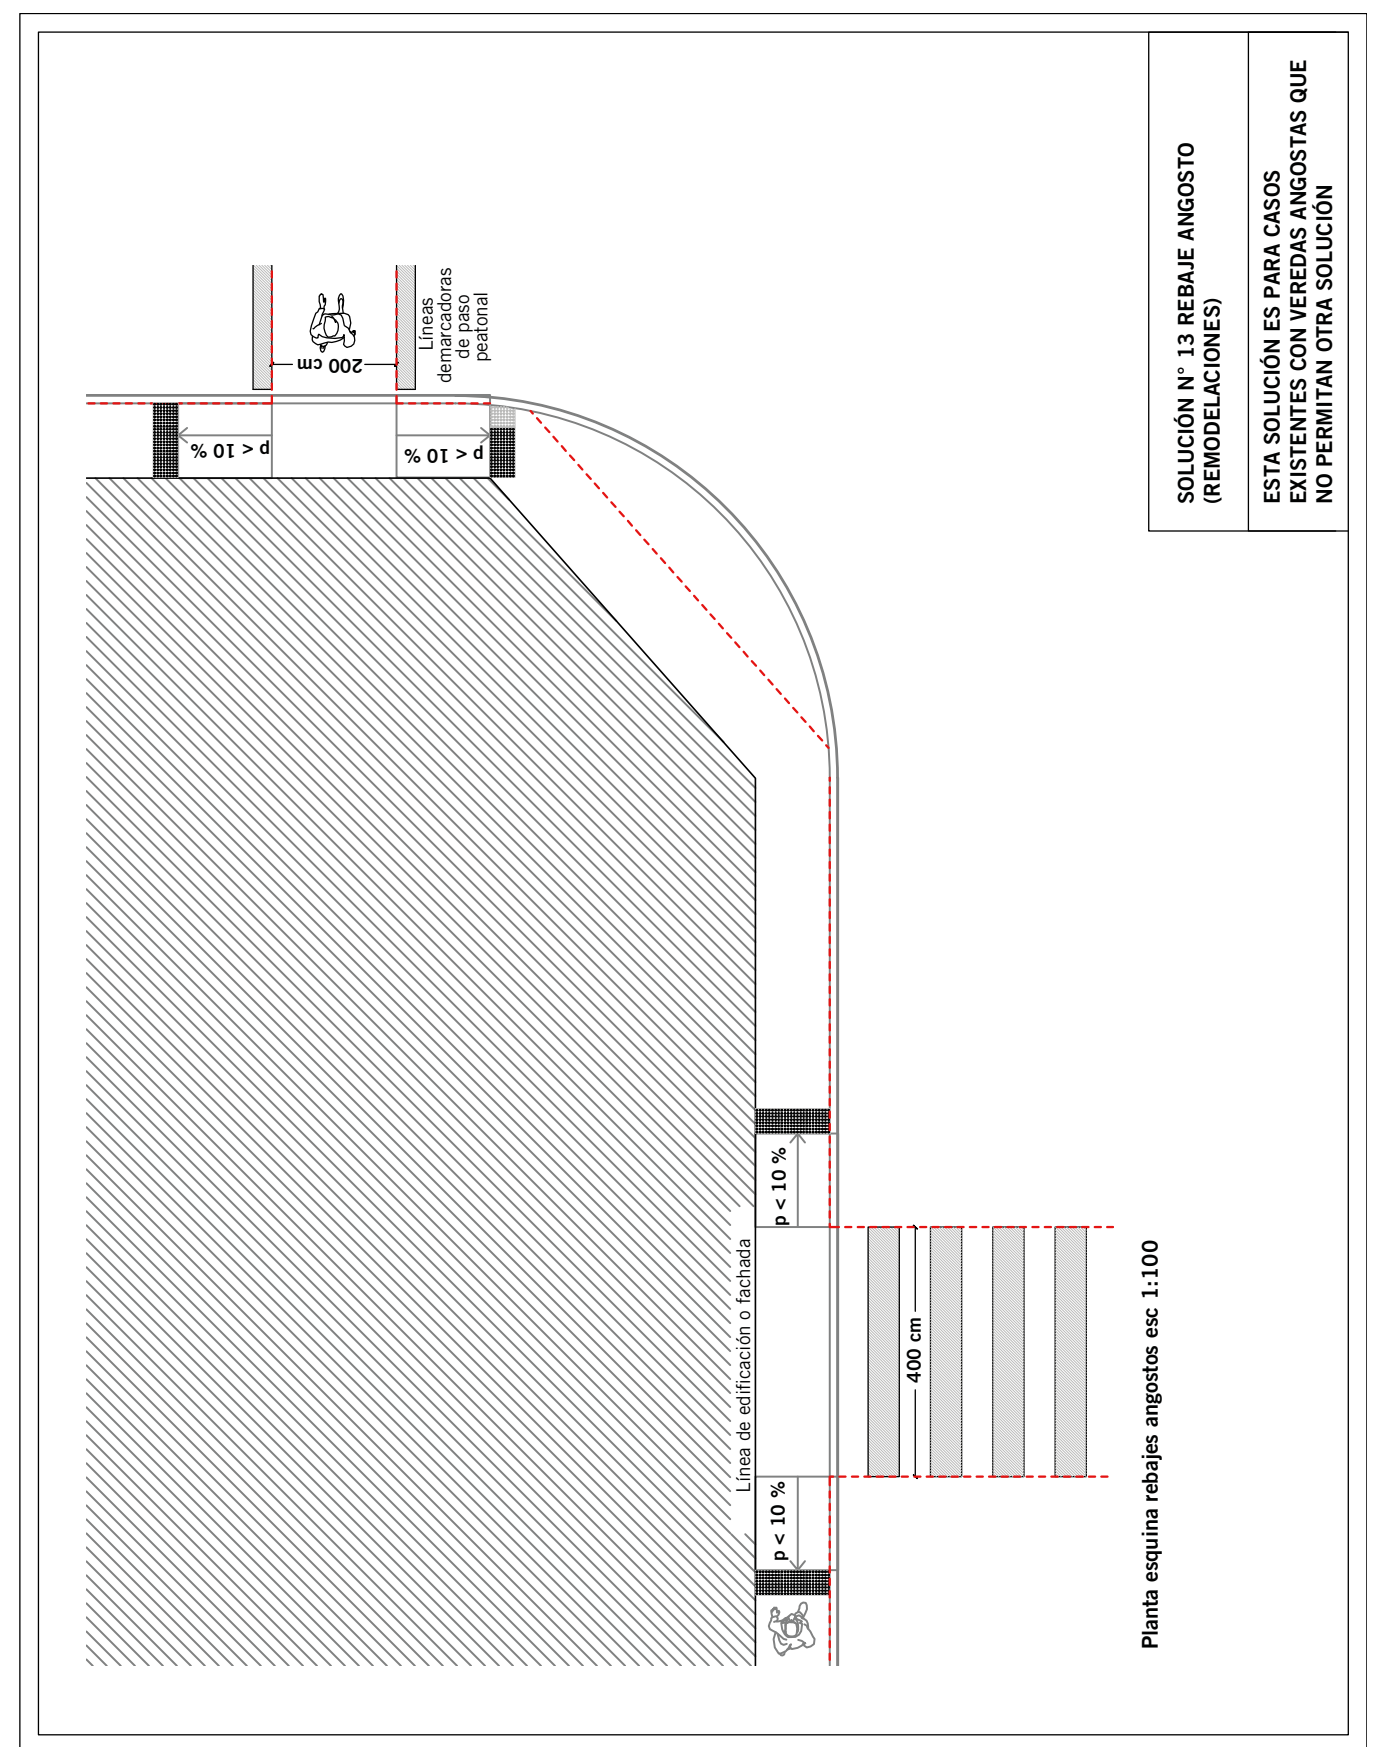 SOLUCIÓN N° 13 REBAJE ANGOSTO
(REMODELACIONES)
ESTA SOLUCIÓN ES PARA CASOS
EXISTENTES CON VEREDAS ANGOSTAS QUE
NO PERMITAN OTRA SOLUCIÓN
Líneas
demarcadoras
de paso
peatonal
200 cm
p < 10 %
p < 10 %
p < 10 %
Línea de edificación o fachada
400 cm
p < 10 %
Planta esquina rebajes angostos esc 1:100